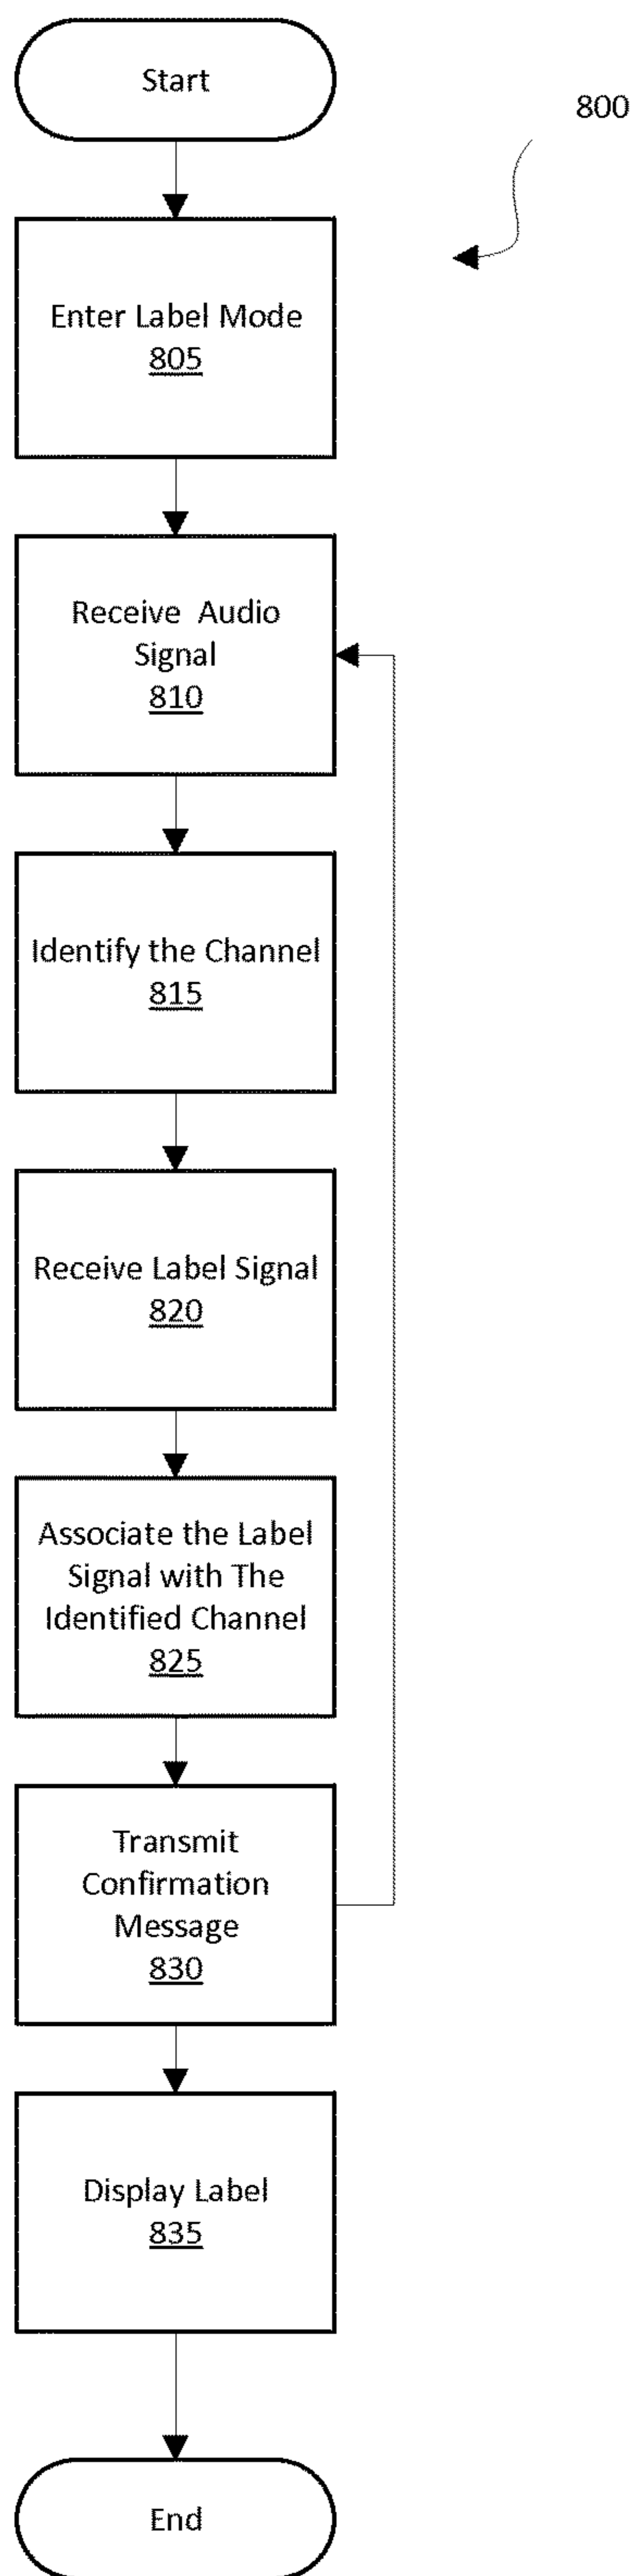 Start
800
Enter Label Mode
805
Receive Audio
Signal
810
Identify the Channel
815
Receive Label Signal
820
Associate the Label
Signal with The
Identified Channel
825
Transmit
Confirmation
Message
830
Display Label
835
End